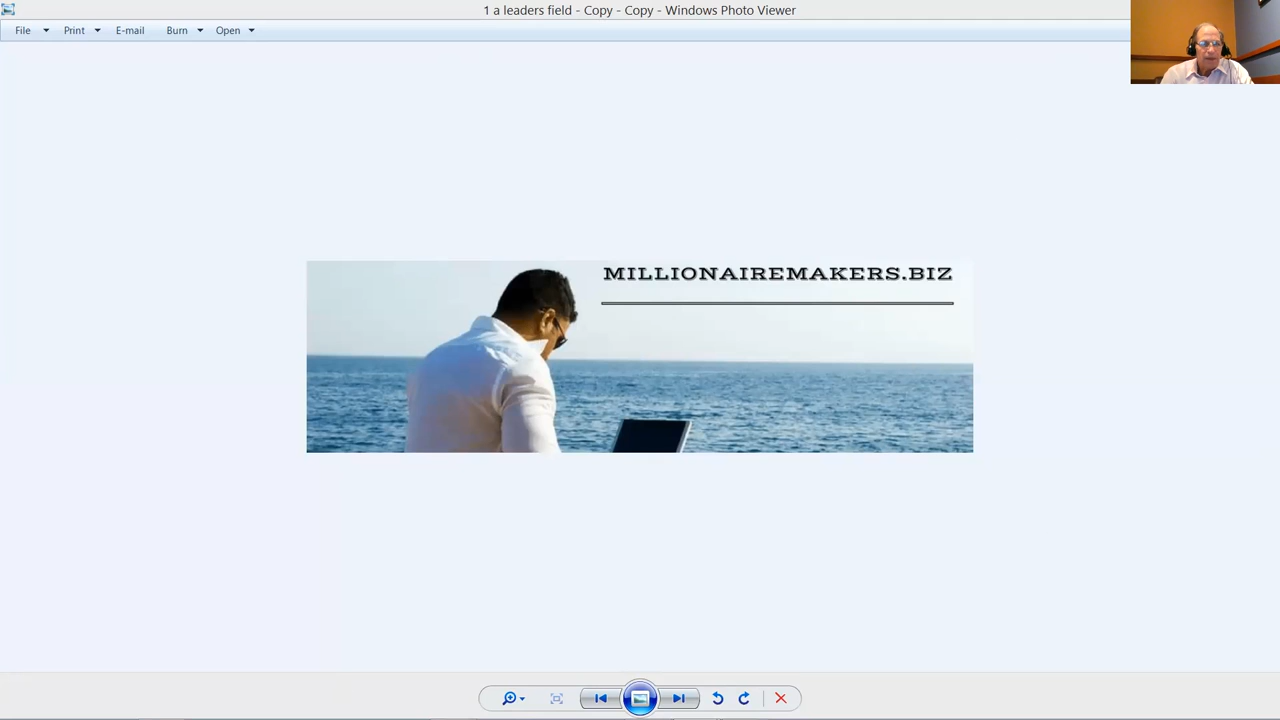 1 a leaders field - Copy - Copy - Windows Photo Viewer
File Print E-mail Burn Open
MILLIONAIREMAKERS.BIZ